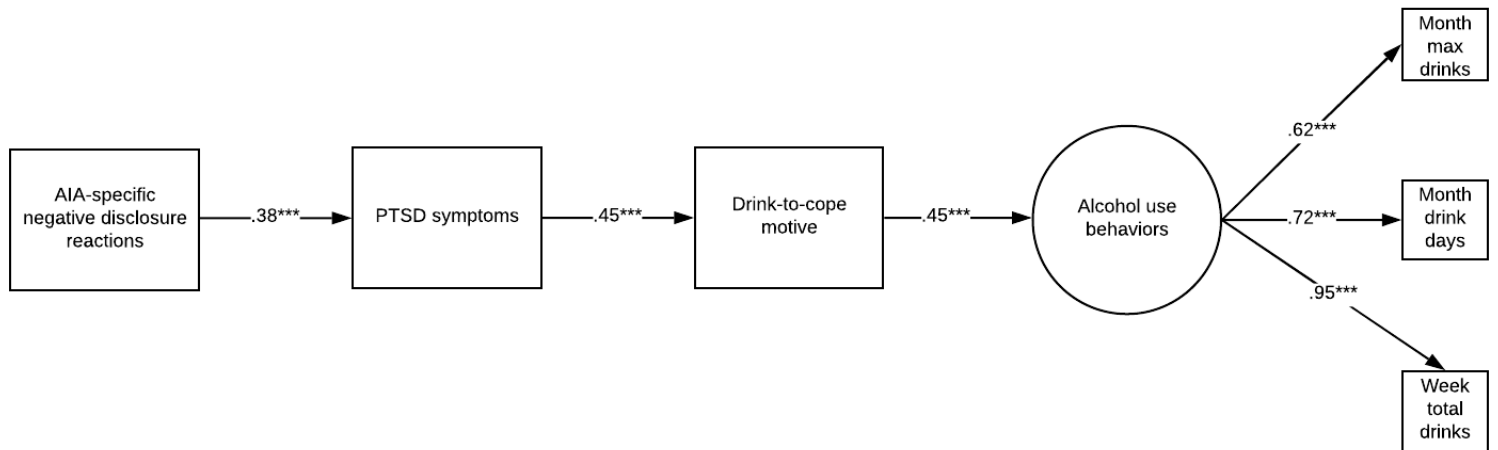 AIA-specific
negative disclosure
reactions
.38***
PTSD symptoms
.45***
Drink-to-cope
motive
.45***
Alcohol use
behaviors
.62***
.72***
.95***
Month
max
drinks
Month
drink
days
Week
total
drinks